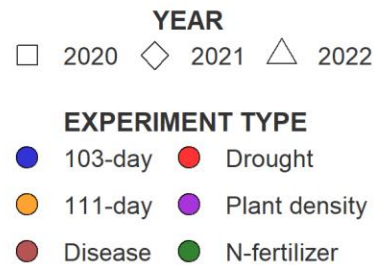 YEAR
2020 2021 2022
EXPERIMENT TYPE
103-day Drought
111-day Plant density
Disease N-fertilizer